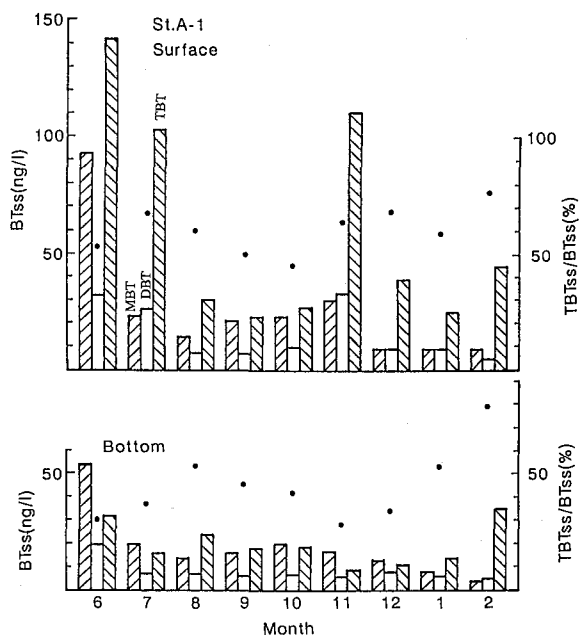 St.A-1
Surface
150
100
50
BTss(ng/l)
MBT
DBT
TBT
100
50
TBTss/BTss(%)
Bottom
50
BTss(ng/l)
50
TBTss/BTss(%)
6 7 8 9 10 11 12 1 2
Month